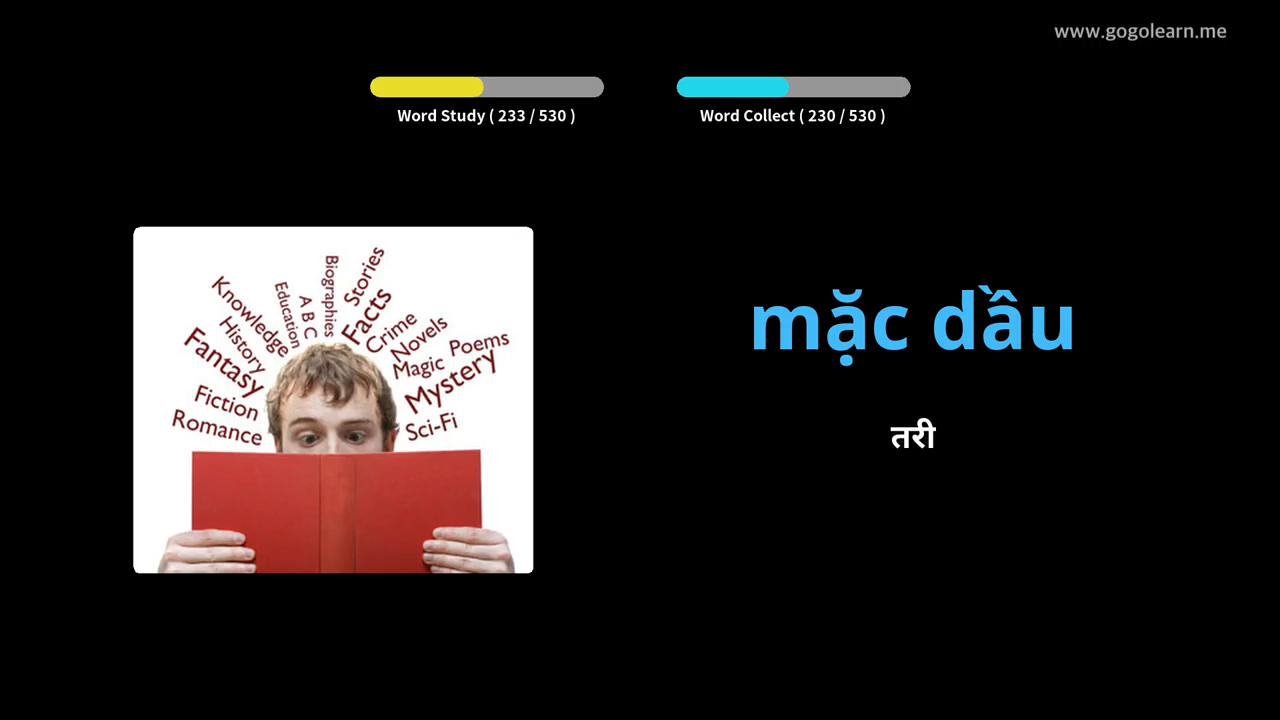 www.gogolearn.me
Word Study ( 233 / 530 )
Word Collect ( 230 / 530 )
Knowledge
History
Fantasy
Fiction
Romance
Education
A B C
Biographies
Stories
Facts
Crime
Novels
Magic
Poems
Mystery
Sci-Fi
mặc dầu
तरी